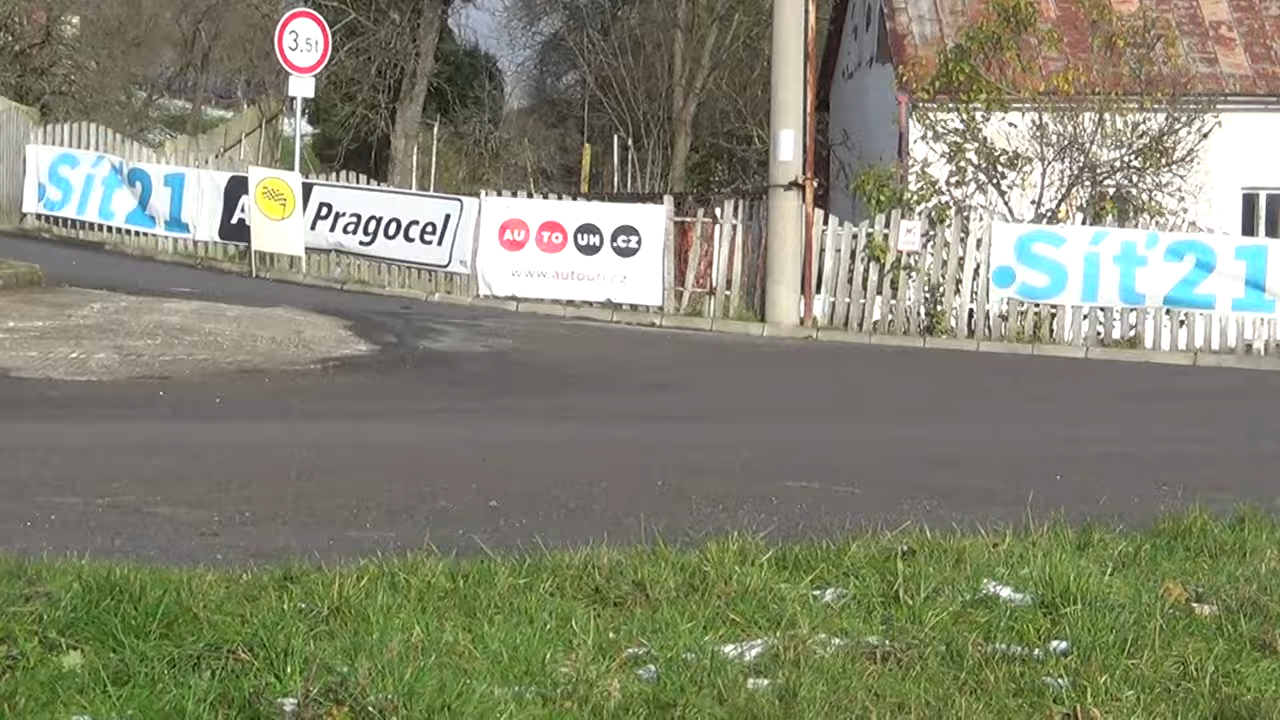 3.5t
Síť21
A
Pragocel
AU TO UH .CZ
www.autouh.cz
Síť21